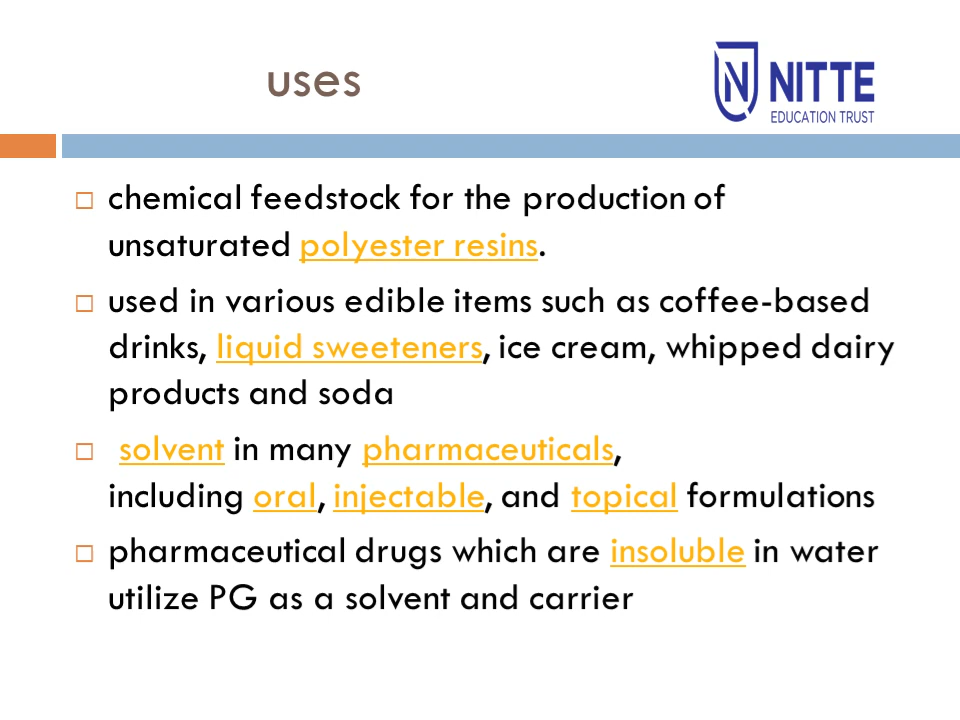 uses
NITTE
EDUCATION TRUST
chemical feedstock for the production of
unsaturated polyester resins.
used in various edible items such as coffee-based
drinks, liquid sweeteners, ice cream, whipped dairy
products and soda
solvent in many pharmaceuticals,
including oral, injectable, and topical formulations
pharmaceutical drugs which are insoluble in water
utilize PG as a solvent and carrier